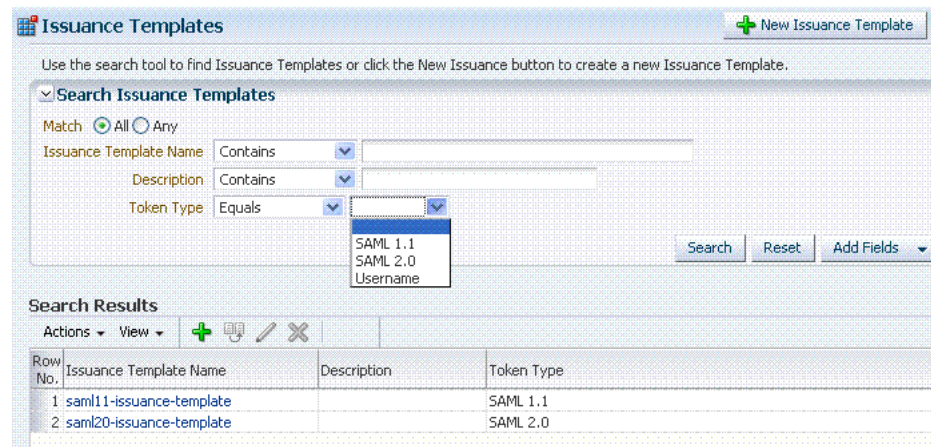 Issuance Templates
New Issuance Template
Use the search tool to find Issuance Templates or click the New Issuance button to create a new Issuance Template.
Search Issuance Templates
Match All Any
Issuance Template Name Contains
Description Contains
Token Type Equals
SAML 1.1
SAML 2.0
Username
Search Reset Add Fields
Search Results
Actions View
Row No. Issuance Template Name Description Token Type
1 saml11-issuance-template SAML 1.1
2 saml20-issuance-template SAML 2.0